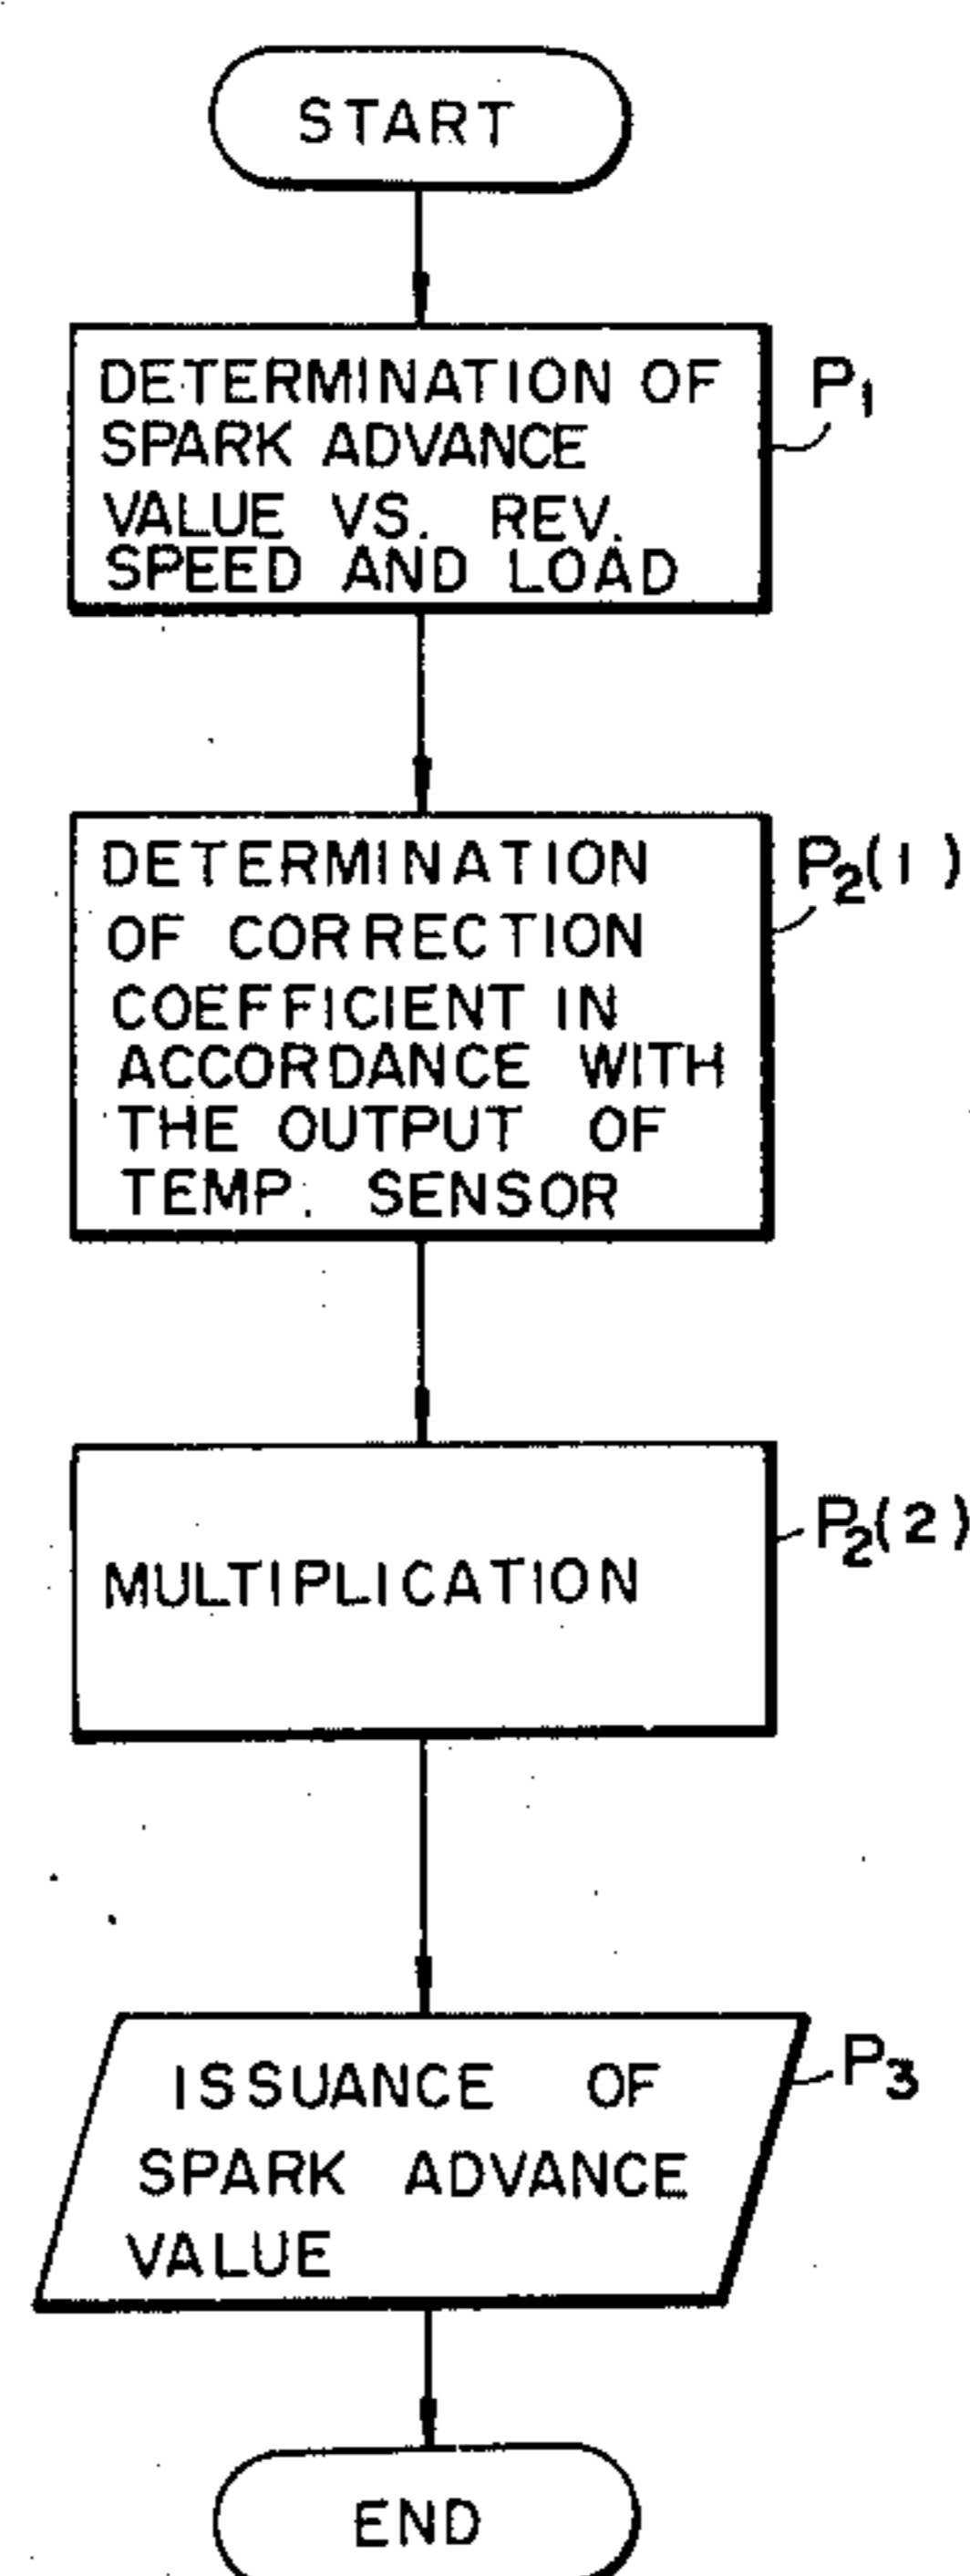 START
DETERMINATION OF
SPARK ADVANCE
VALUE VS. REV.
SPEED AND LOAD
P1
DETERMINATION
OF CORRECTION
COEFFICIENT IN
ACCORDANCE WITH
THE OUTPUT OF
TEMP. SENSOR
P2(1)
MULTIPLICATION
P2(2)
ISSUANCE OF
SPARK ADVANCE
VALUE
P3
END